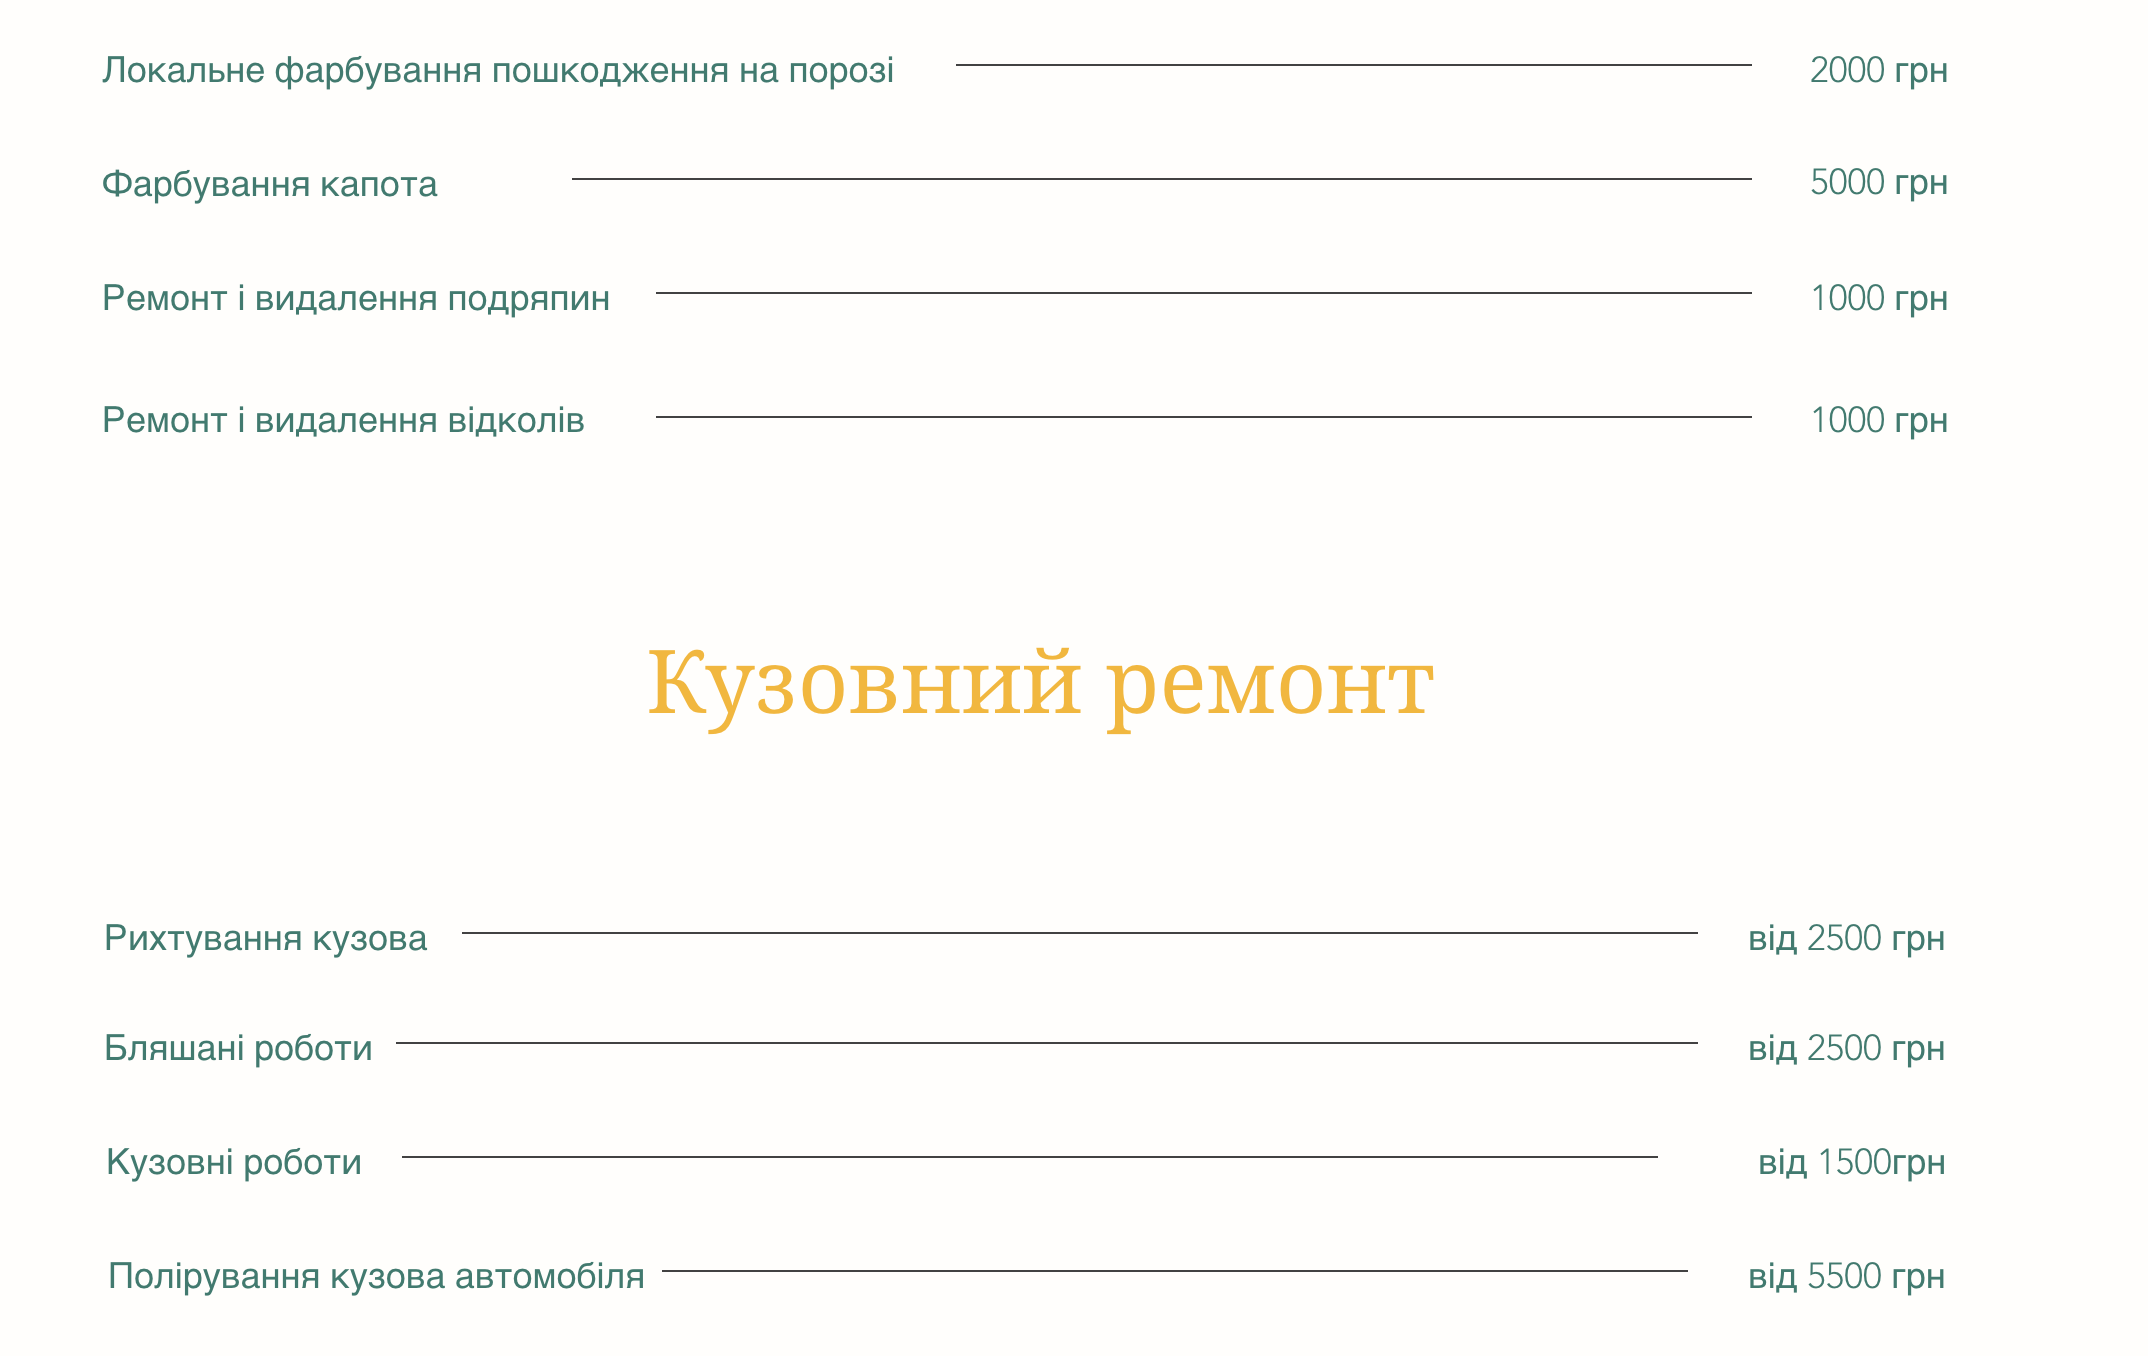 Локальне фарбування пошкодження на порозі 2000 грн
Фарбування капота 5000 грн
Ремонт і видалення подряпин 1000 грн
Ремонт і видалення відколів 1000 грн
Кузовний ремонт
Рихтування кузова від 2500 грн
Бляшані роботи від 2500 грн
Кузовні роботи від 1500грн
Полірування кузова автомобіля від 5500 грн